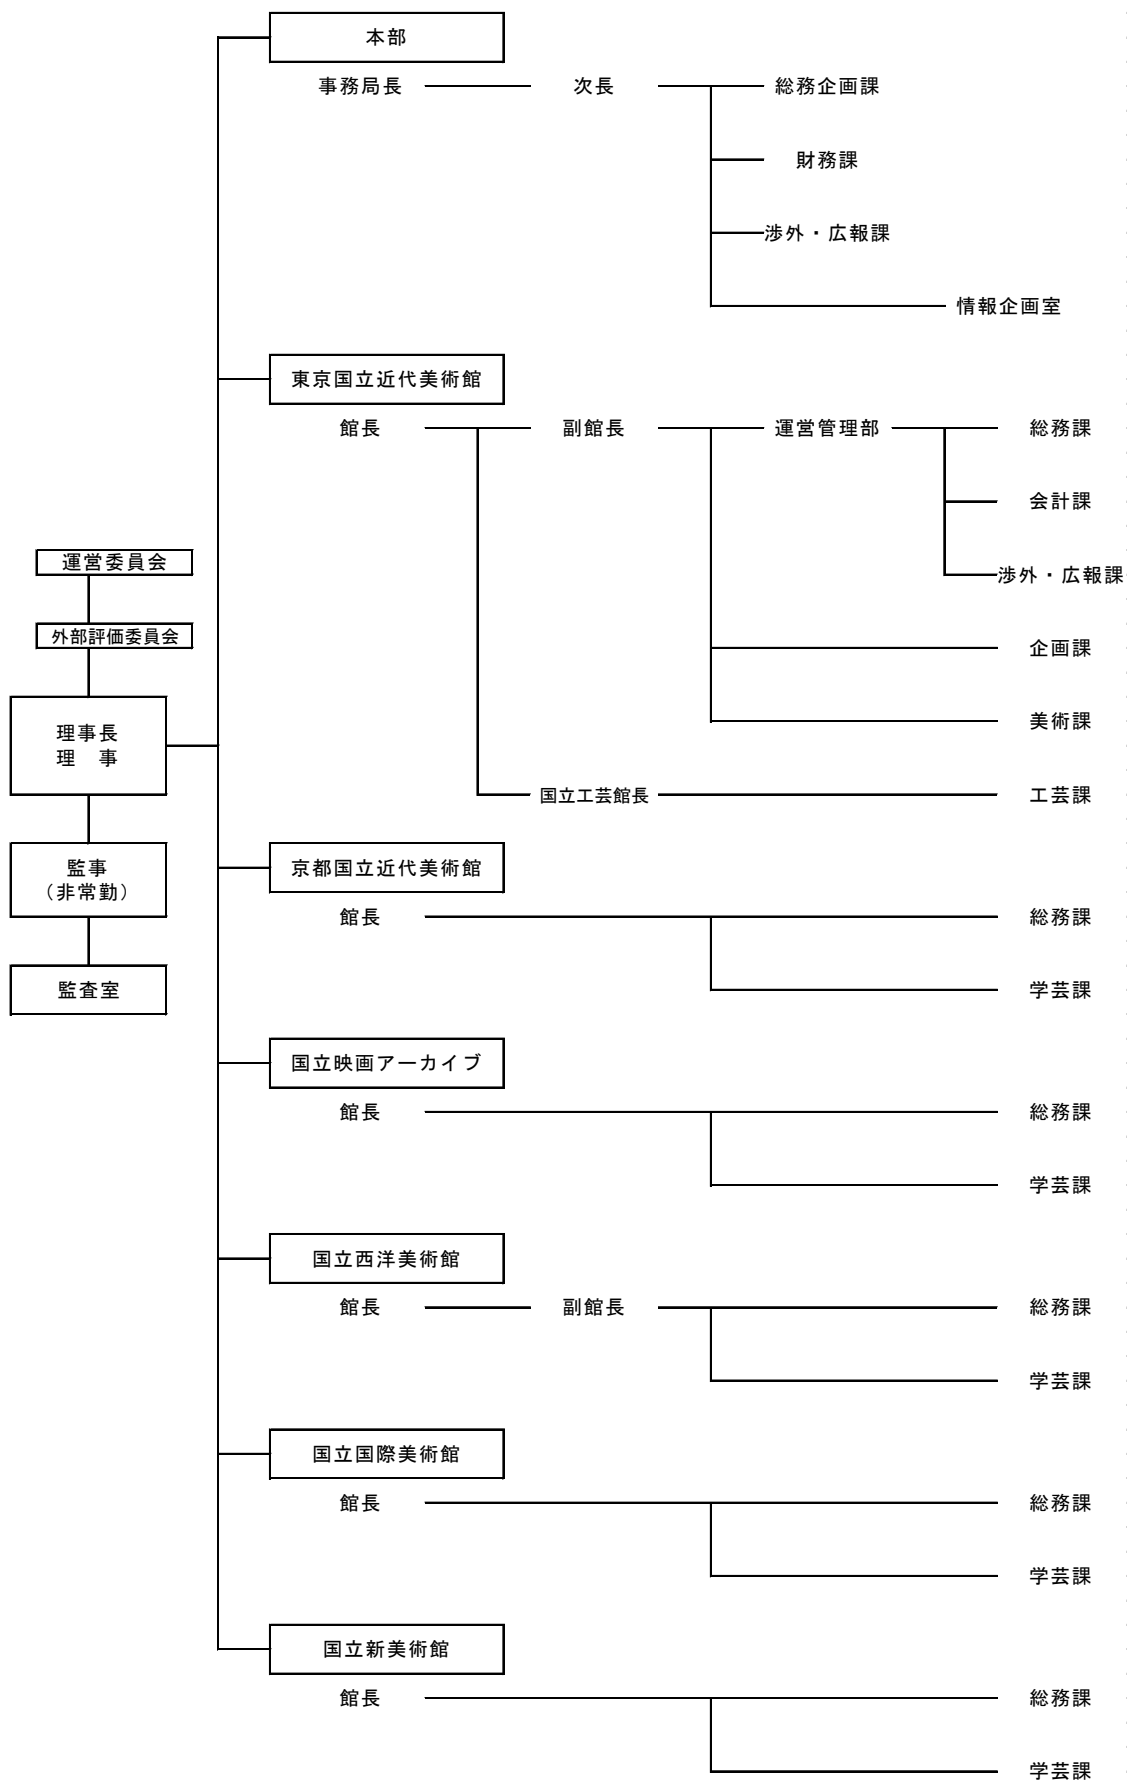 本部
事務局長 次長 総務企画課
財務課
渉外・広報課
情報企画室
東京国立近代美術館
館長 副館長 運営管理部 総務課
会計課
渉外・広報課
企画課
美術課
国立工芸館長 工芸課
運営委員会
外部評価委員会
理事長
理 事
監事
（非常勤）
監査室
京都国立近代美術館
館長 総務課
学芸課
国立映画アーカイブ
館長 総務課
学芸課
国立西洋美術館
館長 副館長 総務課
学芸課
国立国際美術館
館長 総務課
学芸課
国立新美術館
館長 総務課
学芸課